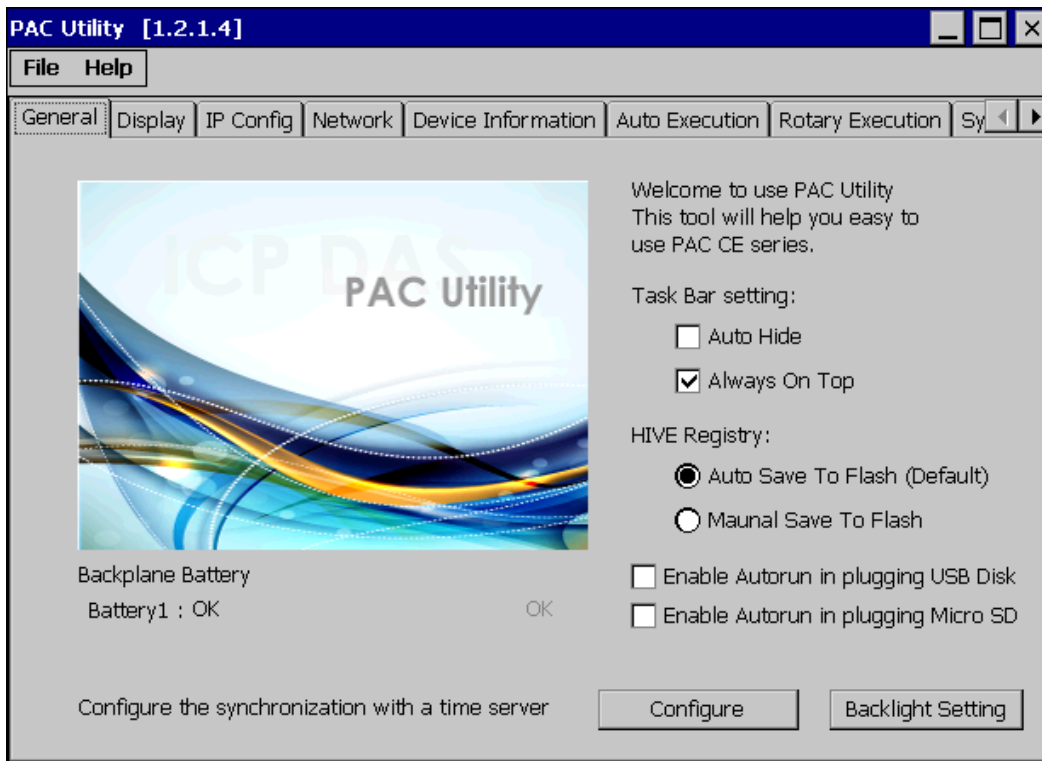 PAC Utility [1.2.1.4]
File Help
General Display IP Config Network Device Information Auto Execution Rotary Execution Sy
ICP DAS
PAC Utility
Welcome to use PAC Utility
This tool will help you easy to
use PAC CE series.
Task Bar setting:
Auto Hide
Always On Top
HIVE Registry:
Auto Save To Flash (Default)
Maunal Save To Flash
Backplane Battery
Battery1 : OK OK
Enable Autorun in plugging USB Disk
Enable Autorun in plugging Micro SD
Configure the synchronization with a time server
Configure
Backlight Setting